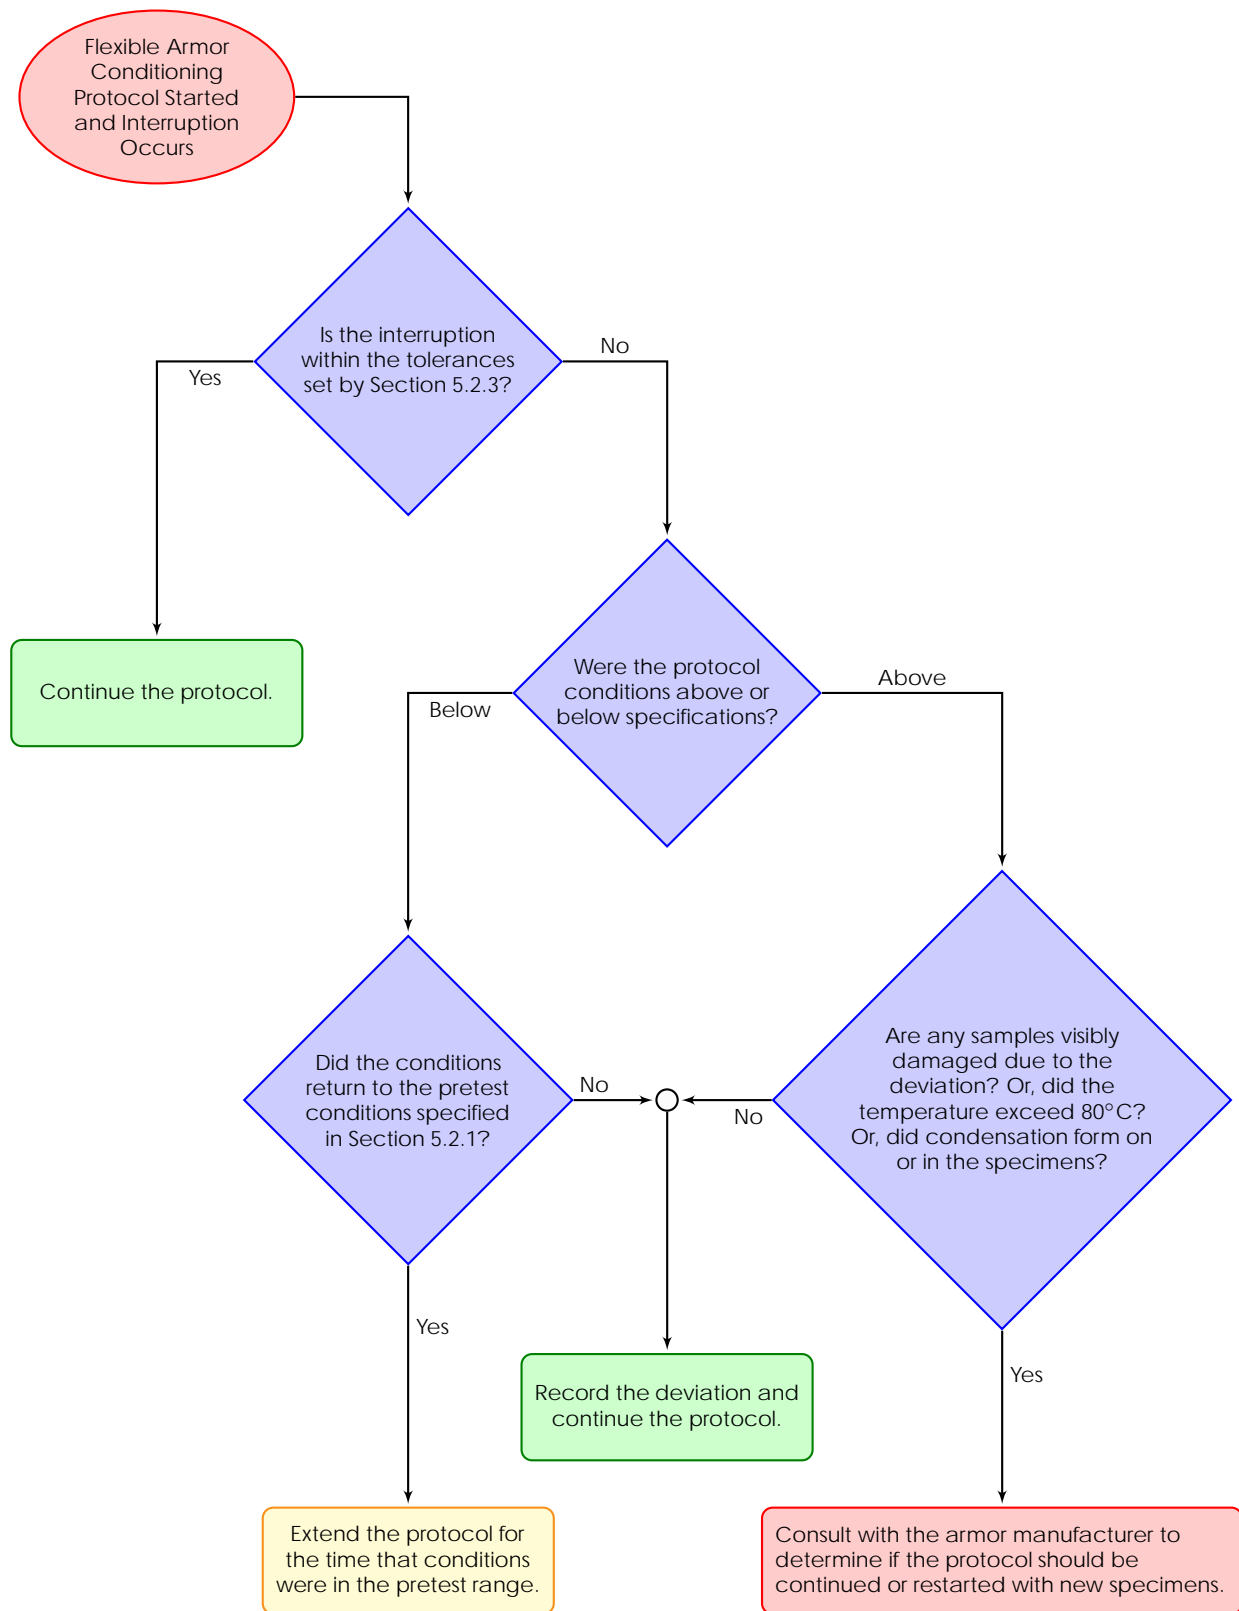 Flexible Armor
Conditioning
Protocol Started
and Interruption
Occurs
Is the interruption
within the tolerances
set by Section 5.2.3?
No
Yes
Were the protocol
conditions above or
below specifications?
Above
Below
Continue the protocol.
Did the conditions
return to the pretest
conditions specified
in Section 5.2.1?
No
No
Are any samples visibly
damaged due to the
deviation? Or, did the
temperature exceed 80°C?
Or, did condensation form on
or in the specimens?
Yes
Yes
Record the deviation and
continue the protocol.
Extend the protocol for
the time that conditions
were in the pretest range.
Consult with the armor manufacturer to
determine if the protocol should be
continued or restarted with new specimens.